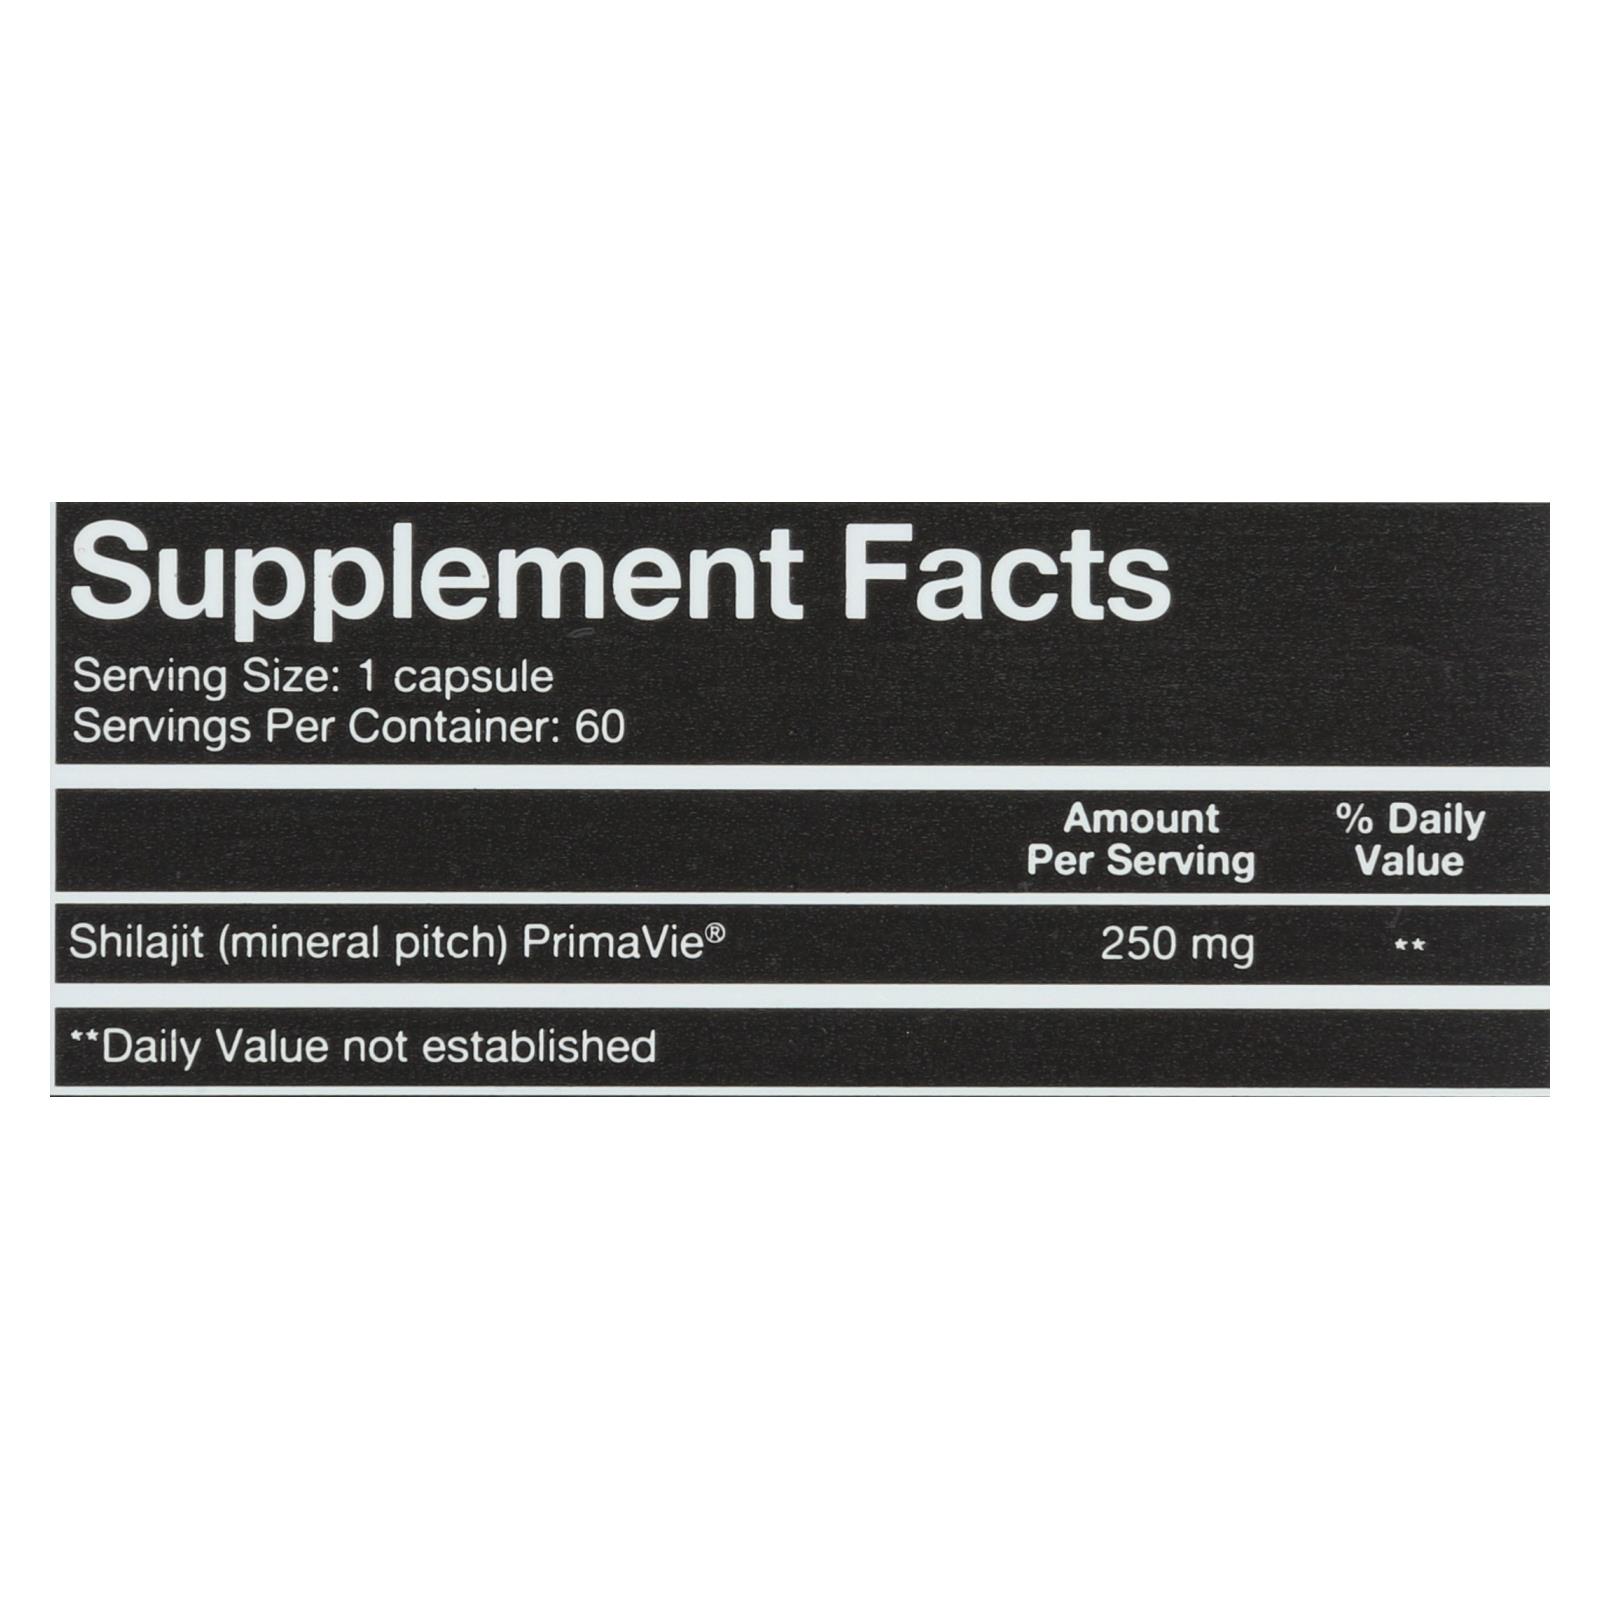 Supplement Facts
Serving Size: 1 capsule
Servings Per Container: 60
Amount
Per Serving
% Daily
Value
Shilajit (mineral pitch) PrimaVie® 250 mg **
**Daily Value not established